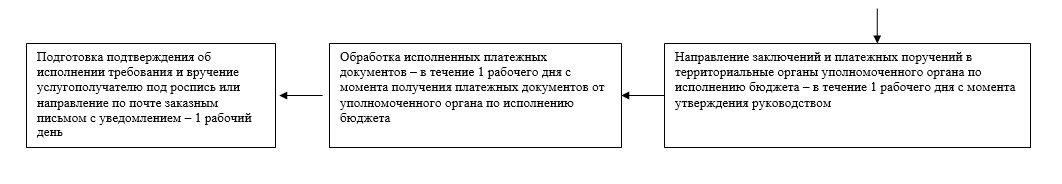 Подготовка подтверждения об
исполнении требования и вручение
услугополучателю под роспись или
направление по почте заказным
письмом с уведомлением – 1 рабочий
день
Обработка исполненных платежных
документов – в течение 1 рабочего дня с
момента получения платежных документов от
уполномоченного органа по исполнению
бюджета
Направление заключений и платежных поручений в
территориальные органы уполномоченного органа по
исполнению бюджета – в течение 1 рабочего дня с момента
утверждения руководством